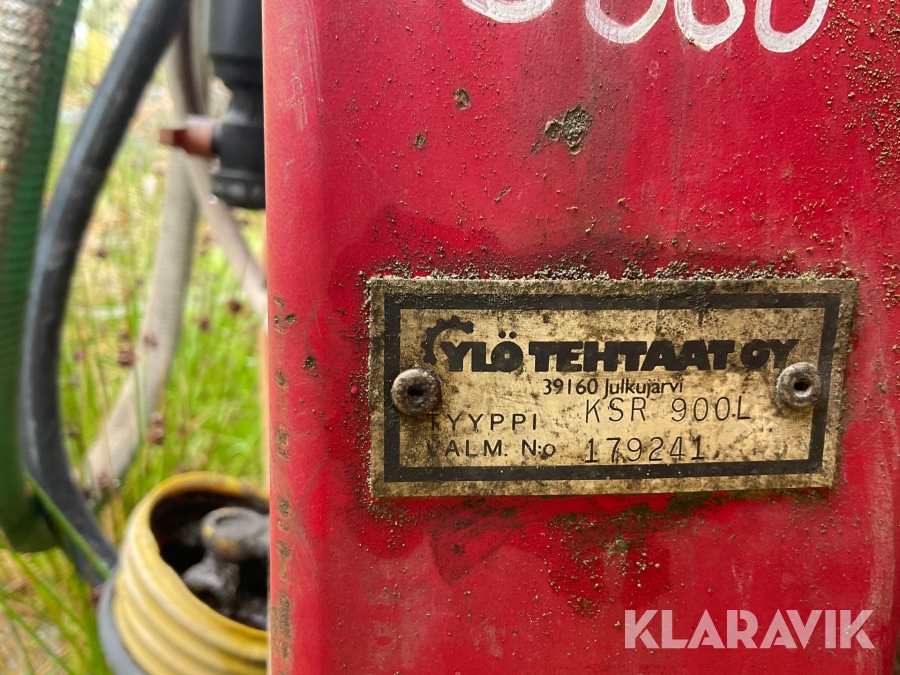 YLÖ TEHTAAT OY
39160 Julkujärvi
TYYPPI KSR 900L
VALM. No 179241
KLARAVIK